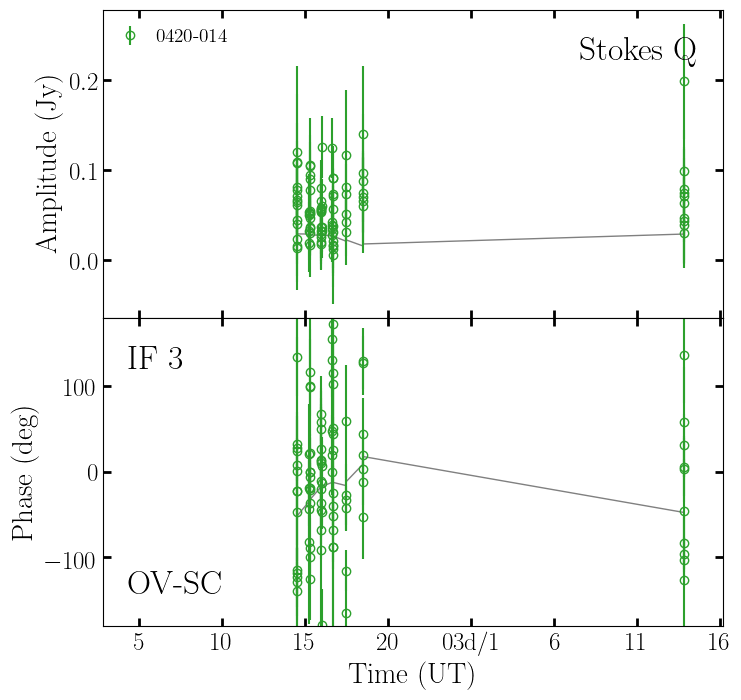 0420-014
Stokes Q
Amplitude (Jy)
0.2
0.1
0.0
IF 3
Phase (deg)
100
0
−100
OV-SC
5 10 15 20 03d/1 6 11 16
Time (UT)